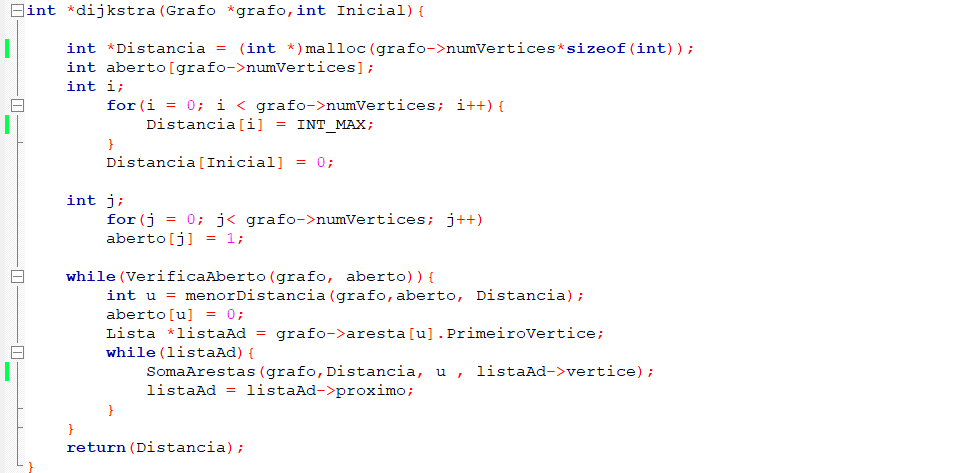 int *dijkstra(Grafo *grafo,int Inicial){
int *Distancia = (int *)malloc(grafo->numVertices*sizeof(int));
int aberto[grafo->numVertices];
int i;
for(i = 0; i < grafo->numVertices; i++){
Distancia[i] = INT_MAX;
}
Distancia[Inicial] = 0;
int j;
for(j = 0; j< grafo->numVertices; j++)
aberto[j] = 1;
while(VerificaAberto(grafo, aberto)){
int u = menorDistancia(grafo,aberto, Distancia);
aberto[u] = 0;
Lista *listaAd = grafo->aresta[u].PrimeiroVertice;
while(listaAd){
SomaArestas(grafo,Distancia, u , listaAd->vertice);
listaAd = listaAd->proximo;
}
}
return(Distancia);
}